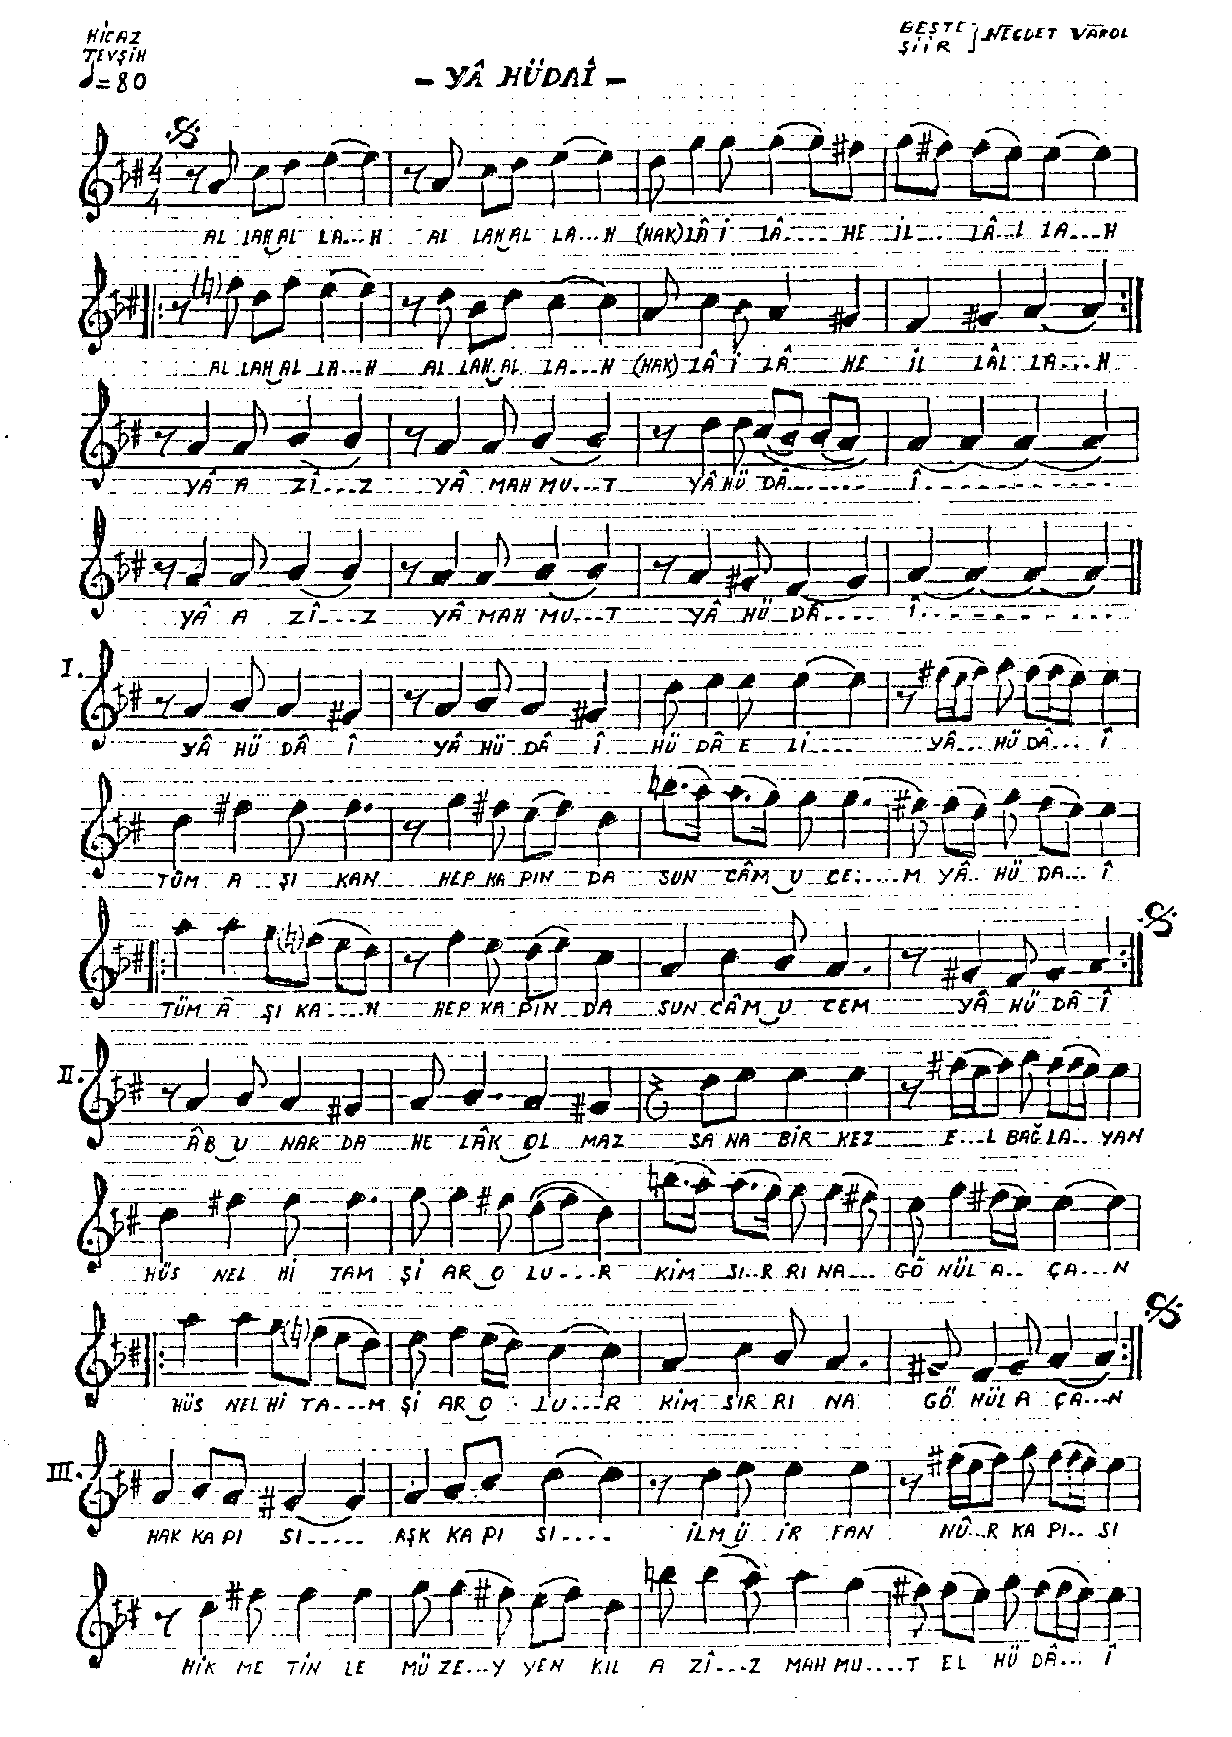 HİCAZ
TEVŞİH
♩=80
- YÂ HÜDAÎ -
BESTE
ŞİİR } NECDET VAROL
4/4
AL LAH‿AL LA...H AL LAH‿AL LA...H (HAK) LÂ İ LÂ.... HE İL... LÂ..L LA...H
AL LAH‿AL LA...H AL LAH‿AL LA...H (HAK) LÂ İ LÂ HE İL LÂL LA...H
YÂ A ZÎ...Z YÂ MAH MU...T YÂ HÜ DÂ....... Î..........
YÂ A ZÎ...Z YÂ MAH MU...T YÂ HÜ DÂ.... Î..........
I. YÂ HÜ DÂ Î YÂ HÜ DÂ Î HÜ DÂ E Lİ.... YÂ... HÜ DÂ... Î
TÜM A ŞI KAN HEP KA PIN DA SUN CÂM‿U CE:....M YÂ.. HÜ DA... Î
TÜM Â ŞI KA....N HEP KA PIN DA SUN CÂM‿U CEM YÂ HÜ DÂ Î
II. ÂB‿U NAR DA HE LÂK‿OL MAZ SA NA BİR KEZ E...L BAĞ LA.. YAN
HÜS NEL Hİ TAM Şİ AR‿O LU...R KİM SI..R RI NA... GÖ NÜL A.. ÇA...N
HÜS NEL Hİ TA...M Şİ AR‿O LU...R KİM SIR RI NA GÖ NÜL A ÇA...N
III. HAK KA PI SI..... AŞK KA PI SI.... İLM‿Ü İR FAN NÛ..R KA PI.. SI
HİK ME TİN LE MÜ ZE...Y YEN KIL A ZÎ...Z MAH MU....T EL HÜ DÂ... Î